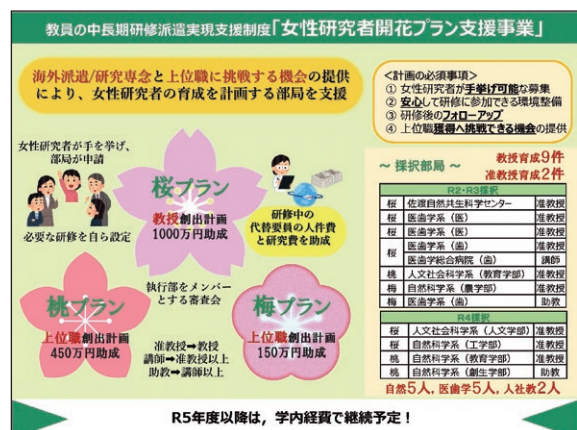 教員の中長期研修派遣実現支援制度「女性研究者開花プラン支援事業」
海外派遣/研究専念と上位職に挑戦する機会の提供
により、女性研究者の育成を計画する部局を支援
<計画の必須事項>
① 女性研究者が手挙げ可能な募集
② 安心して研修に参加できる環境整備
③ 研修後のフォローアップ
④ 上位職獲得へ挑戦できる機会の提供
女性研究者が手を挙げ、
部局が申請
必要な研修を自ら設定
桜プラン
教授創出計画
1000万円助成
研修中の
代替要員の人件費
と研究費を助成
桃プラン
上位職創出計画
450万円助成
執行部をメンバー
とする審査会
准教授➡教授
講師➡准教授以上
助教➡講師以上
梅プラン
上位職創出計画
150万円助成
~ 採択部局 ~
教授育成9件
准教授育成2件
R2・R3採択
桜 佐渡自然共生科学センター 准教授
桜 医歯学系（医） 准教授
桜 医歯学系（医） 准教授
桜 医歯学系（歯） 准教授
医歯学総合病院（歯） 講師
桃 人文社会科学系（教育学部） 准教授
梅 自然科学系（農学部） 准教授
梅 医歯学系（歯） 助教
R4採択
桜 人文社会科学系（人文学部） 准教授
桜 自然科学系（工学部） 准教授
桃 自然科学系（教育学部） 准教授
桃 自然科学系（創生学部） 助教
自然5人, 医歯学5人, 人社教2人
R5年度以降は，学内経費で継続予定！